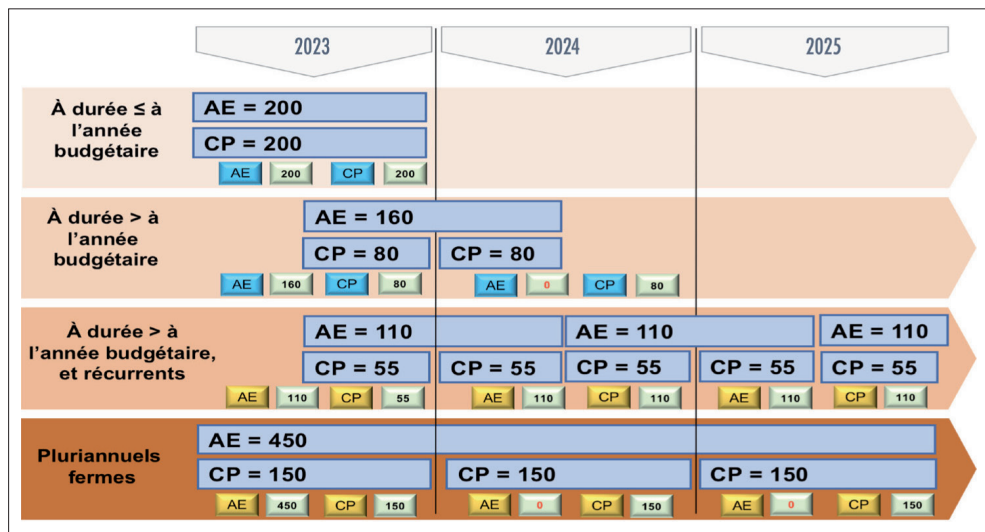 2023 2024 2025
À durée ≤ à
l’année
budgétaire
AE = 200
CP = 200
AE 200 CP 200
À durée > à
l’année
budgétaire
AE = 160
CP = 80 CP = 80
AE 160 CP 80 AE 0 CP 80
À durée > à
l’année budgétaire,
et récurrents
AE = 110 AE = 110 AE = 110
CP = 55 CP = 55 CP = 55 CP = 55 CP = 55
AE 110 CP 55 AE 110 CP 110 AE 110 CP 110
Pluriannuels
fermes
AE = 450
CP = 150 CP = 150 CP = 150
AE 450 CP 150 AE 0 CP 150 AE 0 CP 150